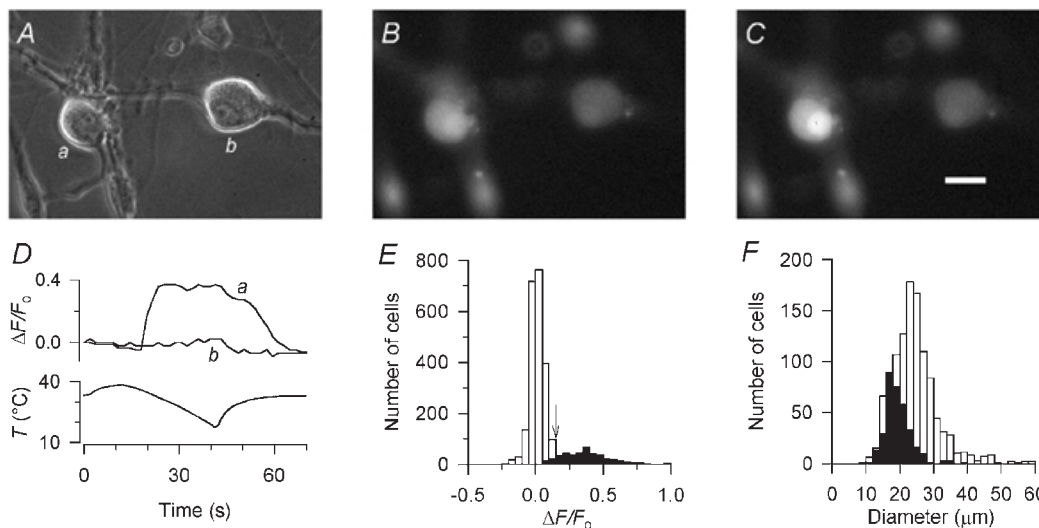 A
B
C
a
b
D
0.4
0.0
ΔF/F₀
a
b
40
10
T (°C)
0
30
60
Time (s)
E
800
600
400
200
0
Number of cells
-0.5
0.0
0.5
1.0
ΔF/F₀
F
200
150
100
50
0
Number of cells
0
10
20
30
40
50
60
Diameter (μm)